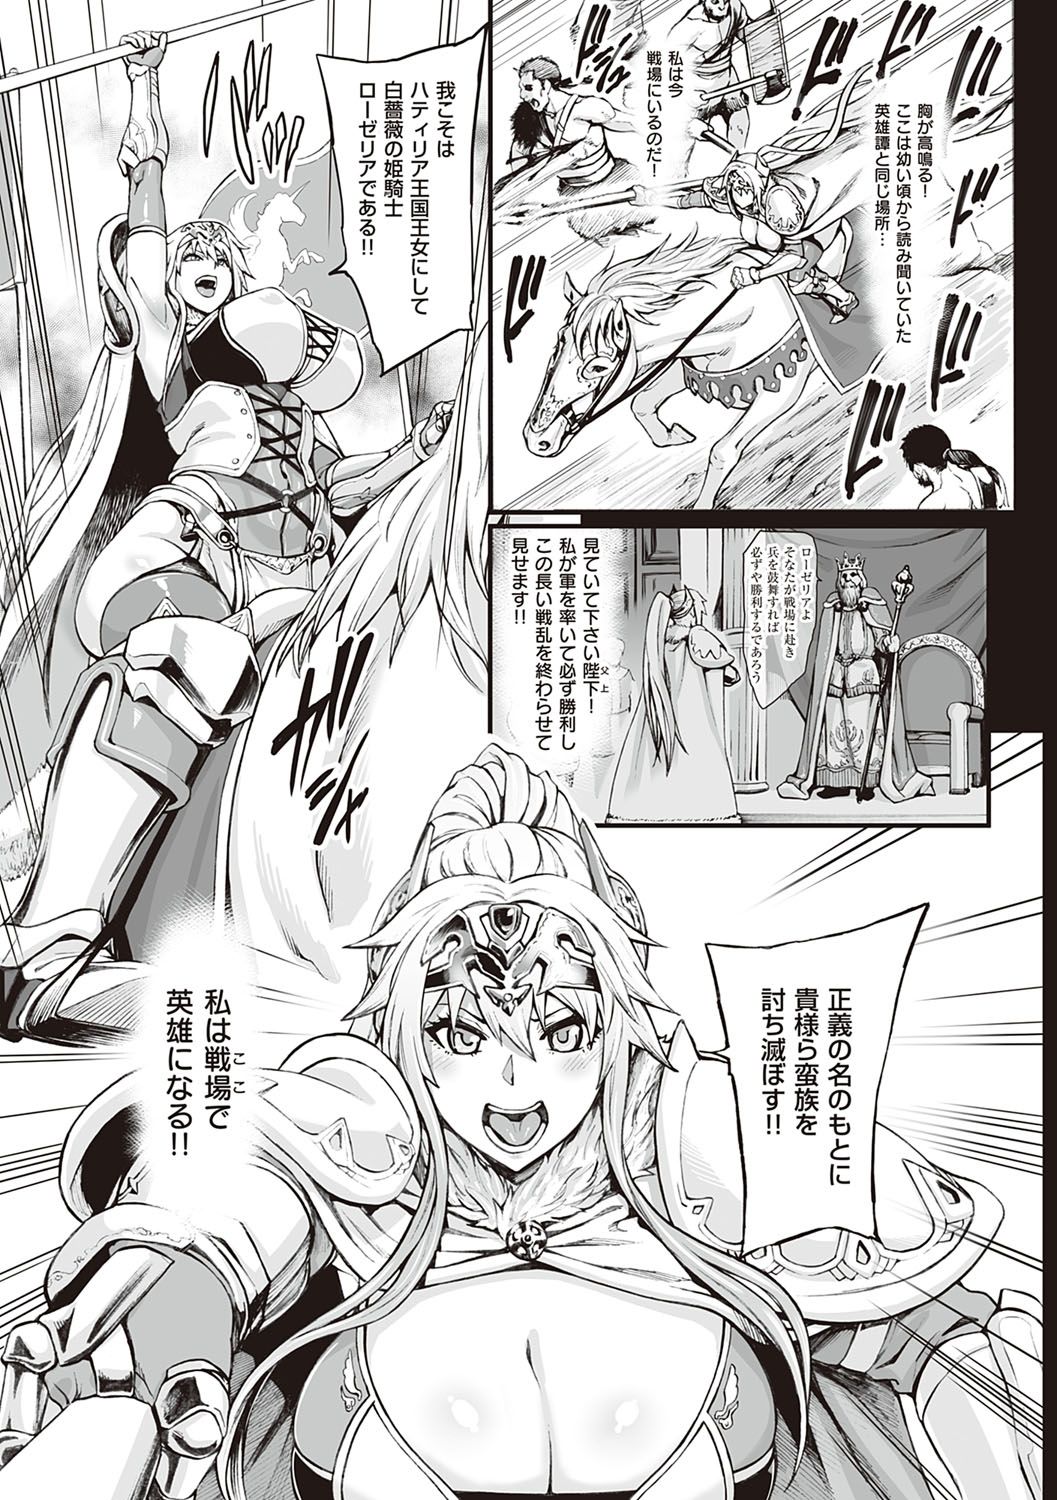 胸が高鳴る!
ここは幼い頃から読み聞いていた
英雄譚と同じ場所…
私は今
戦場にいるのだ!
ドドドド
ドドドド
我こそは
ハティリア王国王女にして
白薔薇の姫騎士
ローゼリアである!!
ローゼリアよ
そなたが戦場に赴き
兵を鼓舞すれば
必ずや勝利するであろう
見ていて下さい陛下!
父上
私が軍を率いて必ず勝利し
この長い戦乱を終わらせて
見せます!!
正義の名のもとに
貴様ら蛮族を
討ち滅ぼす!!
私は戦場で
ここ
英雄になる!!